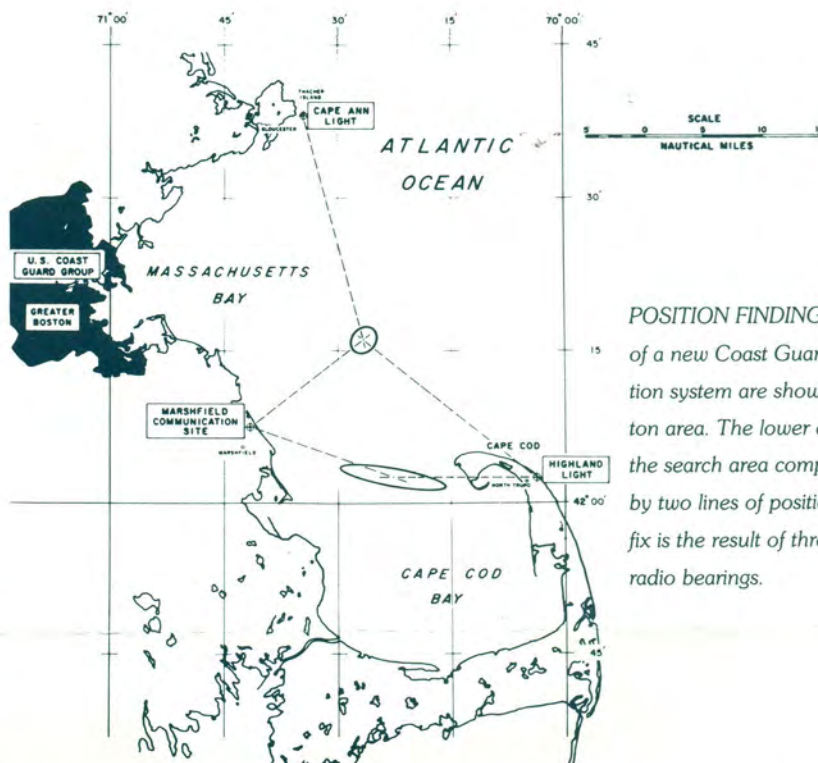 71° 00'
45'
30'
15'
70° 00'
45'
THACHER
ISLAND
CAPE ANN
LIGHT
GLOUCESTER
ATLANTIC
OCEAN
SCALE
5 0 5 10 15
NAUTICAL MILES
30'
U.S. COAST
GUARD GROUP
MASSACHUSETTS
BAY
GREATER
BOSTON
15
MARSHFIELD
COMMUNICATION
SITE
MARSHFIELD
CAPE COD
HIGHLAND
LIGHT
NORTH TRURO
42° 00'
CAPE COD
BAY
45'
POSITION FINDING
of a new Coast Guar
tion system are show
ton area. The lower
the search area comp
by two lines of positio
fix is the result of thr
radio bearings.